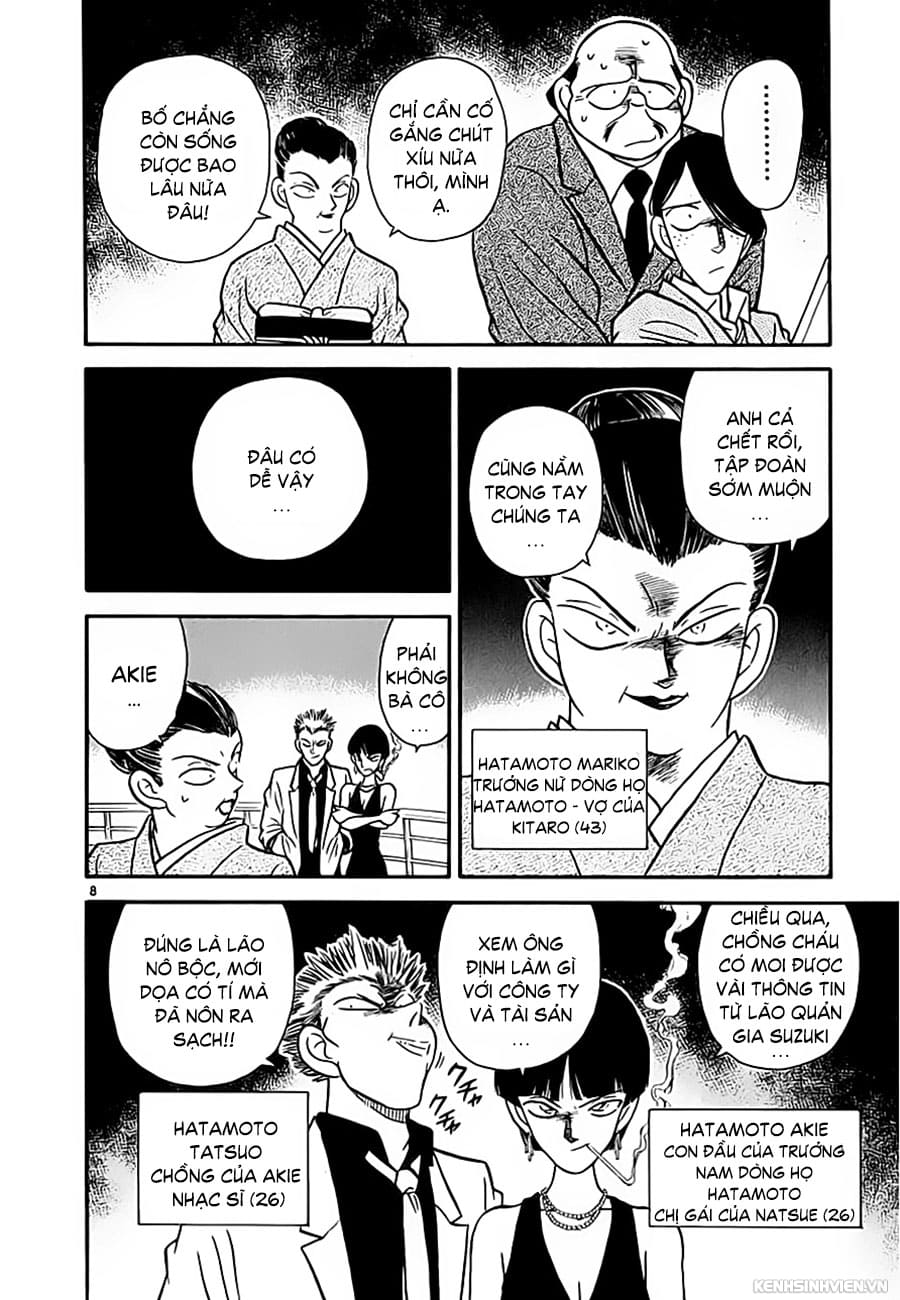 ………
CHỈ CẦN CỐ
GẮNG CHÚT
XÍU NỮA
THÔI, MÌNH
Ạ.
BỐ CHẲNG
CÒN SỐNG
ĐƯỢC BAO
LÂU NỮA
ĐÂU!
ANH CẢ
CHẾT RỒI,
TẬP ĐOÀN
SỚM MUỘN
...
CŨNG NẰM
TRONG TAY
CHÚNG TA
...
HATAMOTO MARIKO
TRƯỞNG NỮ DÒNG HỌ
HATAMOTO - VỢ CỦA
KITARO (43)
ĐÂU CÓ
DỄ VẬY
...
PHẢI
KHÔNG
BÀ CÔ
...
AKIE
...
8
CHIỀU QUA,
CHỒNG CHÁU
CÓ MOI ĐƯỢC
VÀI THÔNG TIN
TỪ LÃO QUẢN
GIA SUZUKI
...
XEM ÔNG
ĐỊNH LÀM GÌ
VỚI CÔNG TY
VÀ TÀI SẢN
...
HATAMOTO AKIE
CON ĐẦU CỦA TRƯỞNG
NAM DÒNG HỌ
HATAMOTO
CHỊ GÁI CỦA NATSUE (26)
ĐÚNG LÀ LÃO
NÔ BỘC, MỚI
DỌA CÓ TÍ MÀ
ĐÃ NÔN RA
SẠCH!!
クスッ
クスッ
HATAMOTO
TATSUO
CHỒNG CỦA AKIE
NHẠC SĨ (26)
KENHSINHVIEN.VN